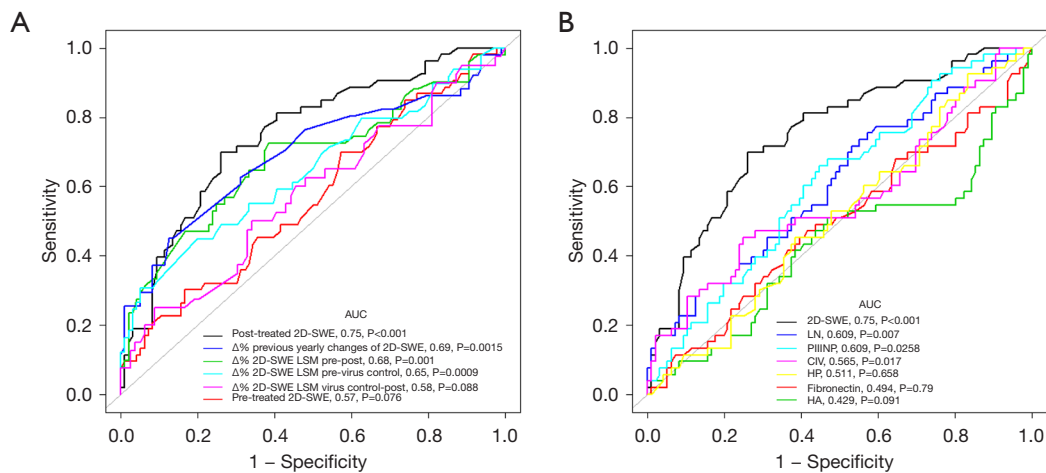 A
1.0
0.8
0.6
0.4
0.2
0.0
Sensitivity
AUC
Post-treated 2D-SWE, 0.75, P<0.001
Δ% previous yearly changes of 2D-SWE, 0.69, P=0.0015
Δ% 2D-SWE LSM pre-post, 0.68, P=0.001
Δ% 2D-SWE LSM pre-virus control, 0.65, P=0.0009
Δ% 2D-SWE LSM virus control-post, 0.58, P=0.088
Pre-treated 2D-SWE, 0.57, P=0.076
0.0 0.2 0.4 0.6 0.8 1.0
1 – Specificity
B
1.0
0.8
0.6
0.4
0.2
0.0
Sensitivity
AUC
2D-SWE, 0.75, P<0.001
LN, 0.609, P=0.007
PIIINP, 0.609, P=0.0258
CIV, 0.565, P=0.017
HP, 0.511, P=0.658
Fibronectin, 0.494, P=0.79
HA, 0.429, P=0.091
0.0 0.2 0.4 0.6 0.8 1.0
1 – Specificity